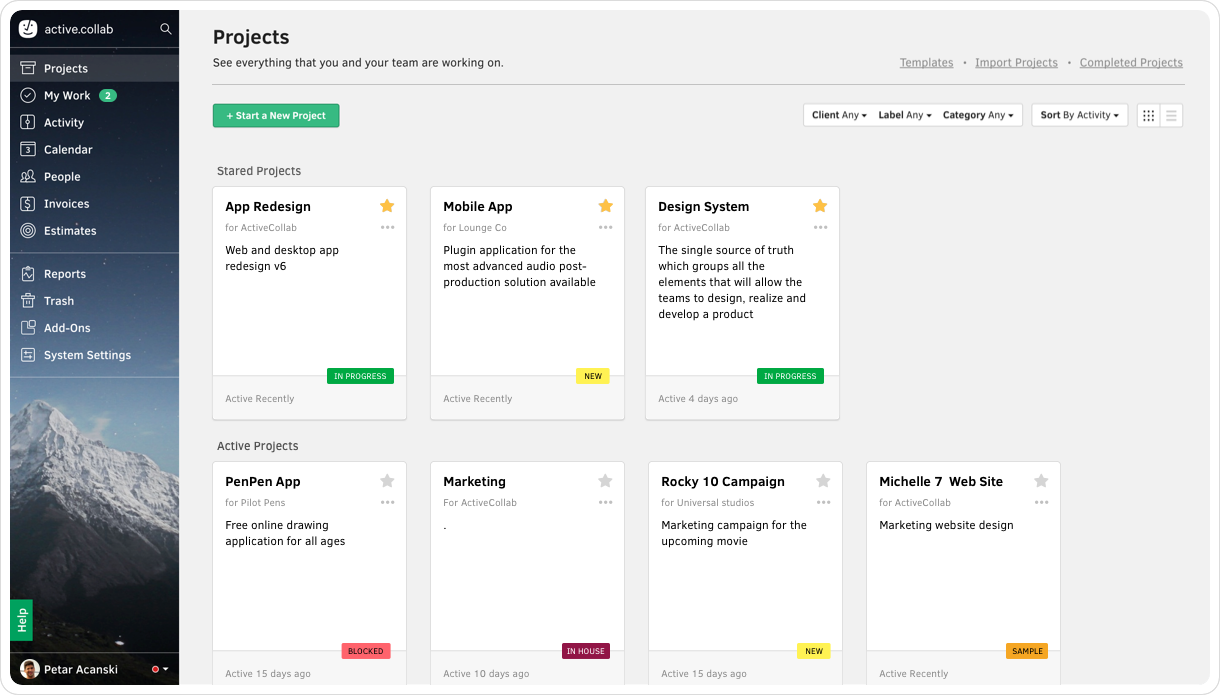 active.collab
Projects
My Work 2
Activity
3 Calendar
People
$ Invoices
Estimates
Reports
Trash
Add-Ons
System Settings
Help
Petar Acanski
Projects
See everything that you and your team are working on.
Templates • Import Projects • Completed Projects
+ Start a New Project
Client Any Label Any Category Any Sort By Activity
Stared Projects
App Redesign
for ActiveCollab
Web and desktop app
redesign v6
IN PROGRESS
Active Recently
Mobile App
for Lounge Co
Plugin application for the
most advanced audio post-
production solution available
NEW
Active Recently
Design System
for ActiveCollab
The single source of truth
which groups all the
elements that will allow the
teams to design, realize and
develop a product
IN PROGRESS
Active 4 days ago
Active Projects
PenPen App
for Pilot Pens
Free online drawing
application for all ages
BLOCKED
Active 15 days ago
Marketing
For ActiveCollab
.
IN HOUSE
Active 10 days ago
Rocky 10 Campaign
for Universal studios
Marketing campaign for the
upcoming movie
NEW
Active 15 days ago
Michelle 7 Web Site
for ActiveCollab
Marketing website design
SAMPLE
Active Recently